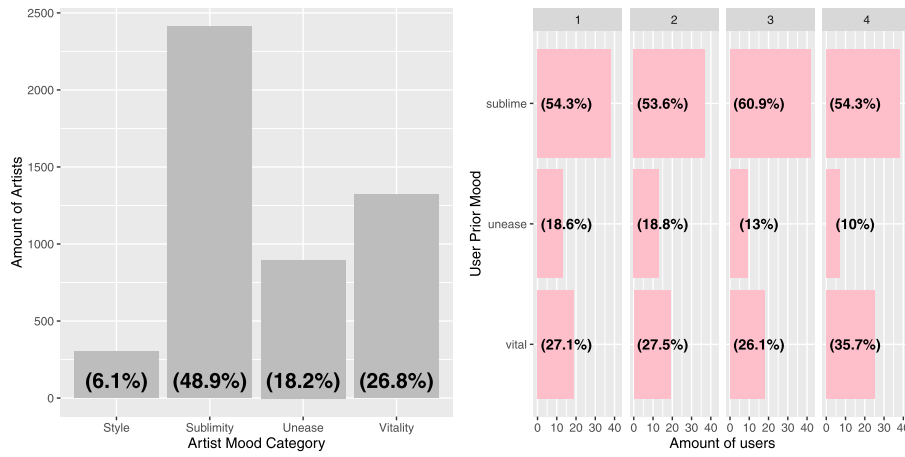 2500
2000
1500
1000
500
0
Amount of Artists
(6.1%) (48.9%) (18.2%) (26.8%)
Style Sublimity Unease Vitality
Artist Mood Category
1 2 3 4
User Prior Mood
sublime (54.3%) (53.6%) (60.9%) (54.3%)
unease (18.6%) (18.8%) (13%) (10%)
vital (27.1%) (27.5%) (26.1%) (35.7%)
0 10 20 30 40 0 10 20 30 40 0 10 20 30 40 0 10 20 30 40
Amount of users